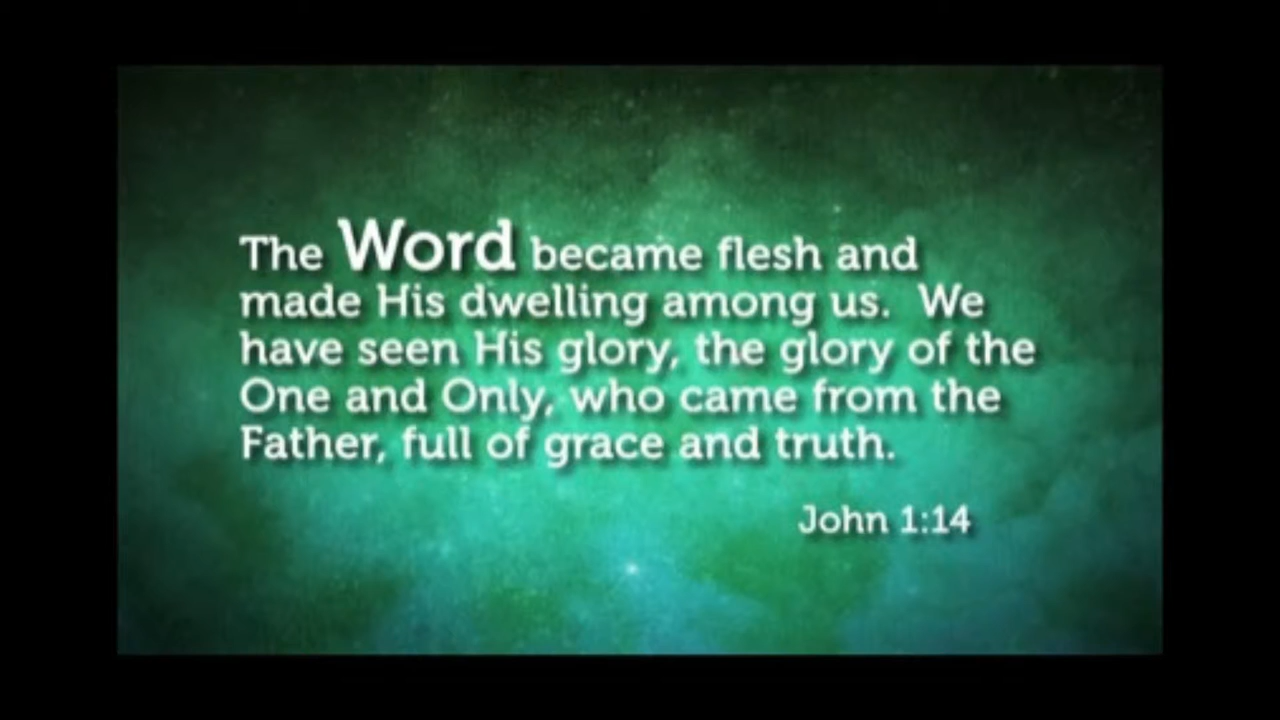 The Word became flesh and
made His dwelling among us.  We
have seen His glory, the glory of the
One and Only, who came from the
Father, full of grace and truth.
John 1:14